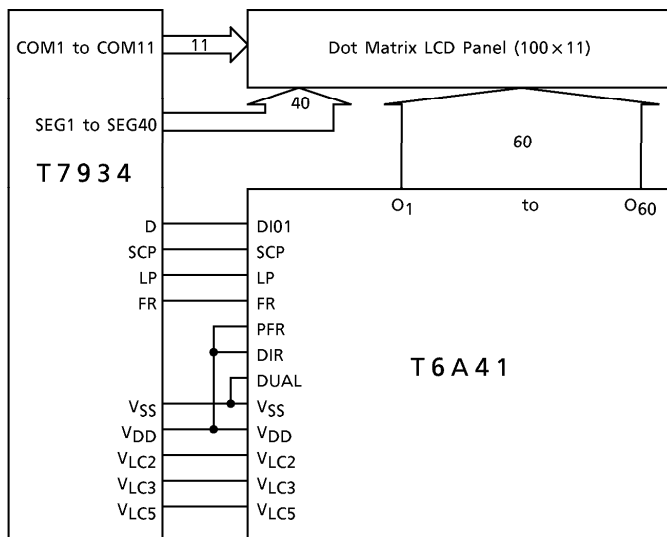 COM1 to COM11
11
Dot Matrix LCD Panel (100×11)
40
SEG1 to SEG40
60
T7934
O1 to O60
D DI01
SCP SCP
LP LP
FR FR
PFR
DIR
T6A41
DUAL
VSS VSS
VDD VDD
VLC2 VLC2
VLC3 VLC3
VLC5 VLC5